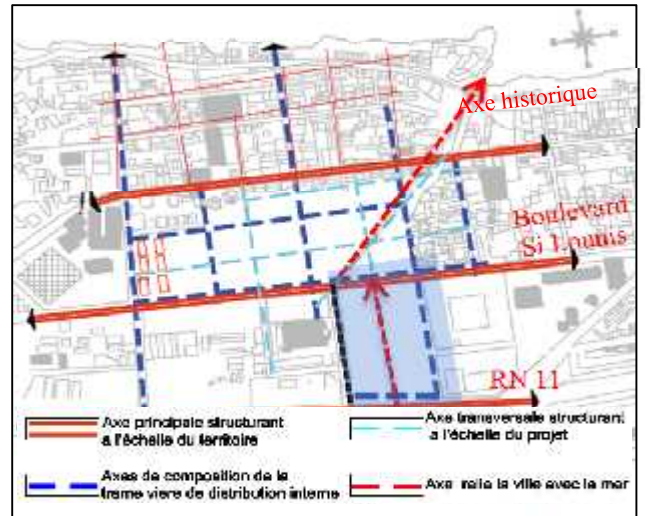 Axe historique
Boulevard
Si Lounis
RN 11
Axe principale structurant
a l'échelle du territoire
Axe transversale structurant
a l'échelle du projet
Axes de composition de la
trame viere de distribution interne
Axe relie la ville avec la mer